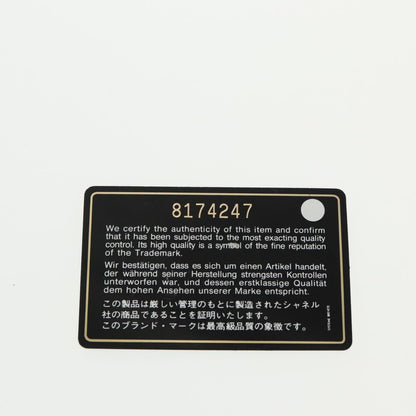 8174247
We certify the authenticity of this item and confirm
that it has been subjected to the most exacting quality
control. Its high quality is a symbol of the fine reputation
of the Trademark.
Wir bestätigen, dass es sich um einen Artikel handelt,
der während seiner Herstellung strengsten Kontrollen
unterworfen war, und dessen erstklassige Qualität
dem hohen Ansehen unserer Marke entspricht.
この製品は厳しい管理のもとに製造されたシャネル
社の商品であることを証明いたします。
このブランド・マークは最高級品質の象徴です。